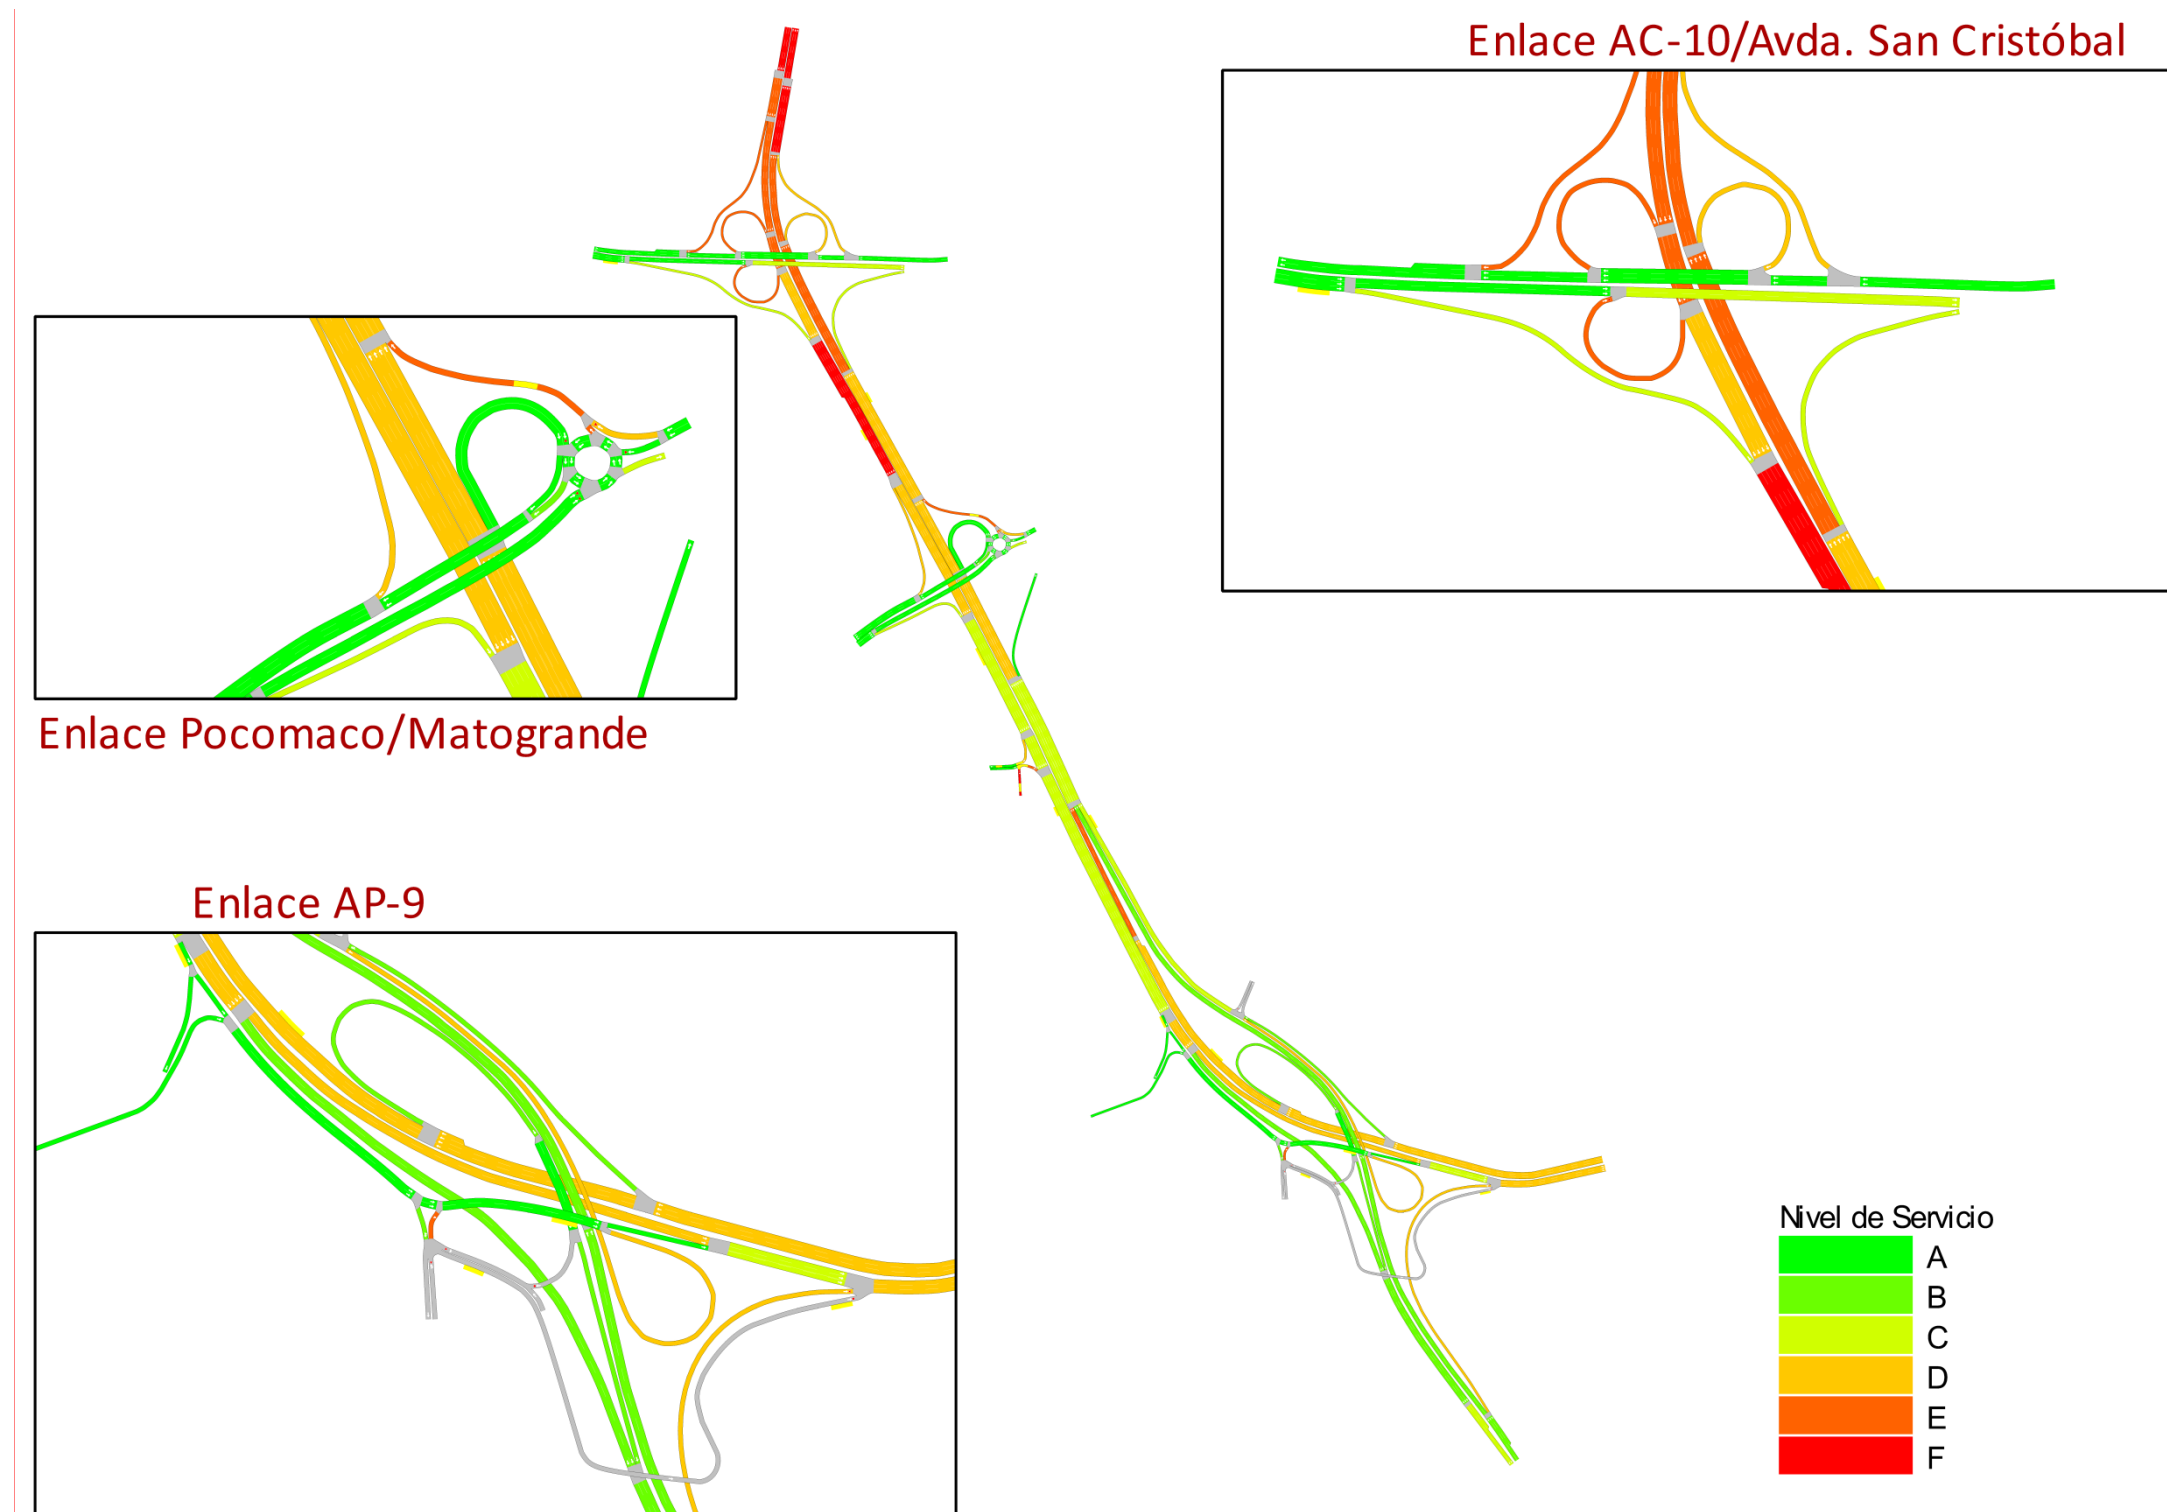 Enlace AC-10/Avda. San Cristóbal
Enlace Pocomaco/Matogrande
Enlace AP-9
Nivel de Servicio
A
B
C
D
E
F